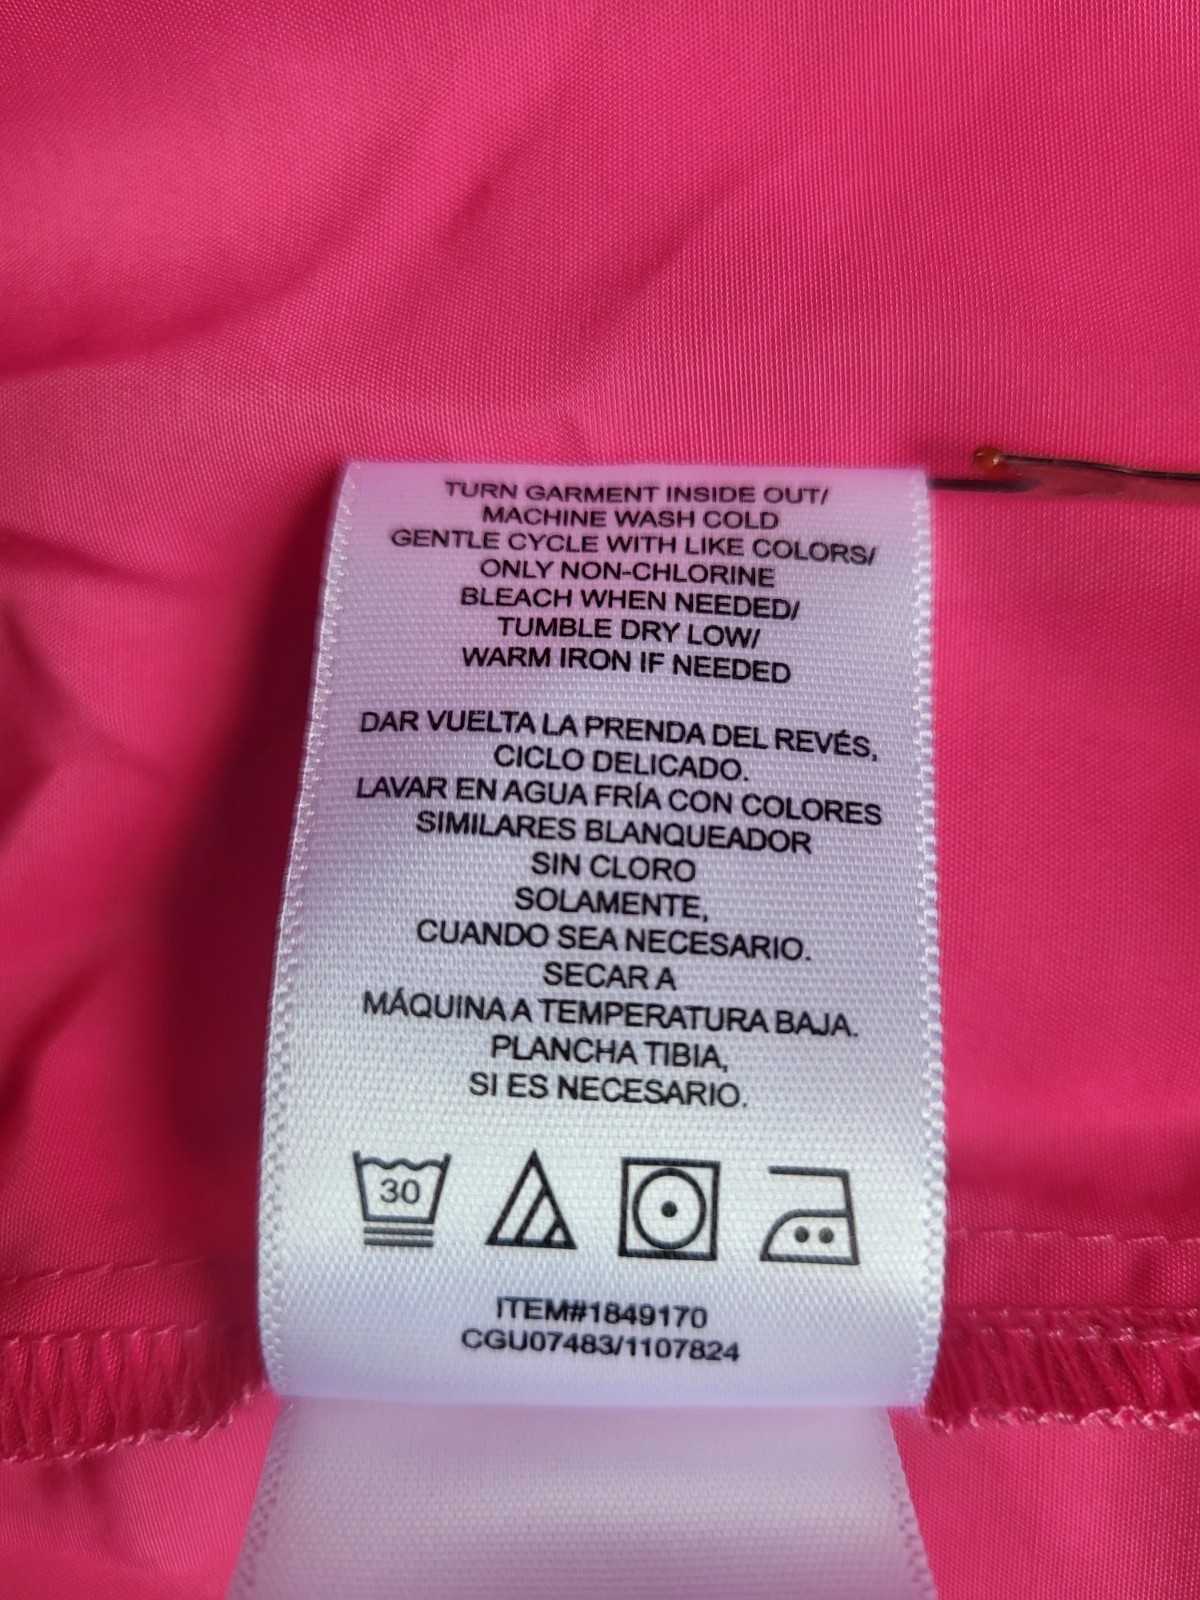 TURN GARMENT INSIDE OUT/
MACHINE WASH COLD
GENTLE CYCLE WITH LIKE COLORS/
ONLY NON-CHLORINE
BLEACH WHEN NEEDED/
TUMBLE DRY LOW/
WARM IRON IF NEEDED
DAR VUELTA LA PRENDA DEL REVÉS,
CICLO DELICADO.
LAVAR EN AGUA FRÍA CON COLORES
SIMILARES BLANQUEADOR
SIN CLORO
SOLAMENTE,
CUANDO SEA NECESARIO.
SECAR A
MÁQUINA A TEMPERATURA BAJA.
PLANCHA TIBIA,
SI ES NECESARIO.
30
ITEM#1849170
CGU07483/1107824